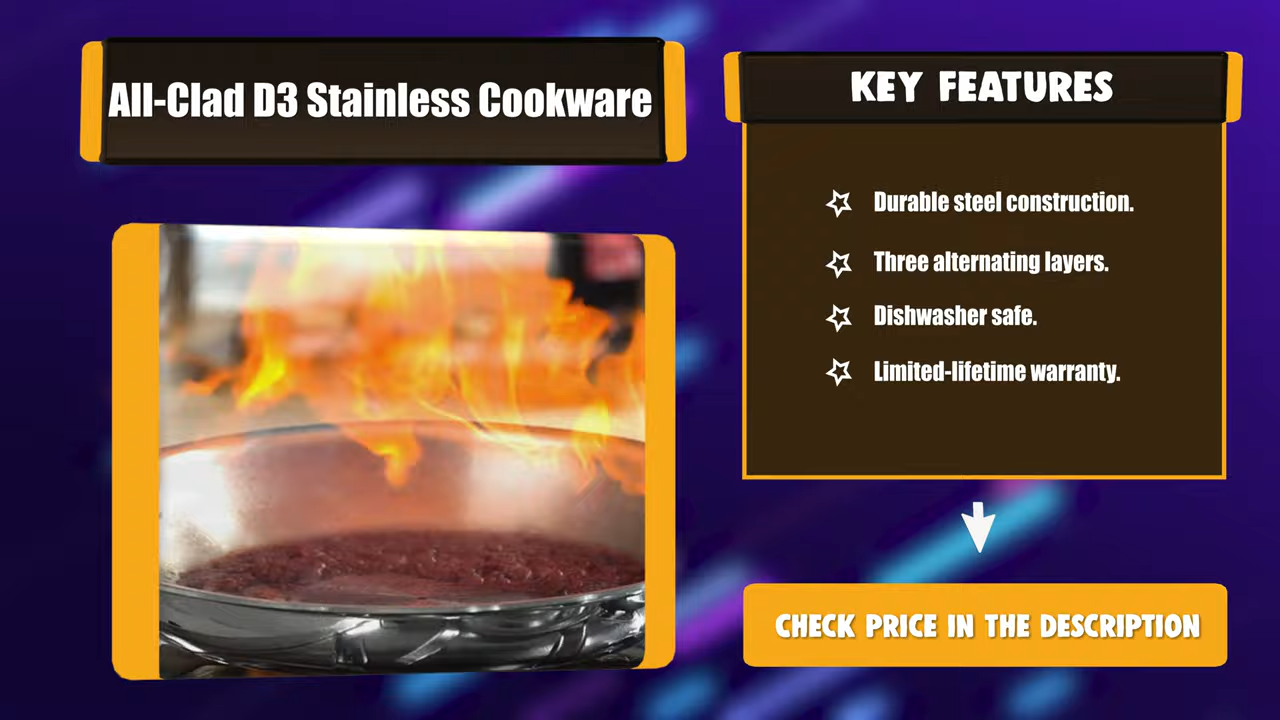 All-Clad D3 Stainless Cookware
KEY FEATURES
Durable steel construction.
Three alternating layers.
Dishwasher safe.
Limited-lifetime warranty.
CHECK PRICE IN THE DESCRIPTION